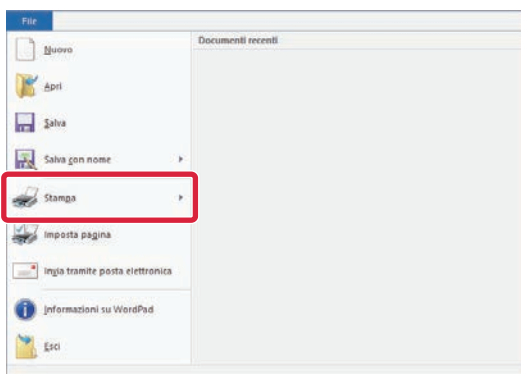 File
Documenti recenti
Nuovo
Apri
Salva
Salva con nome
Stampa
Imposta pagina
Invia tramite posta elettronica
Informazioni su WordPad
Esci